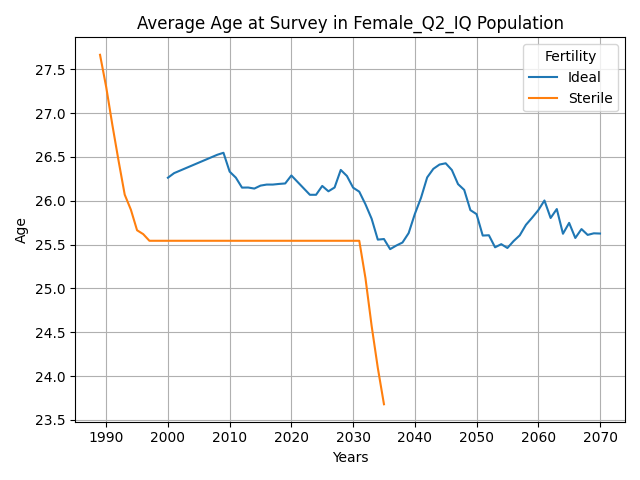 Average Age at Survey in Female_Q2_IQ Population
Fertility
Ideal
Sterile
Age
27.5
27.0
26.5
26.0
25.5
25.0
24.5
24.0
23.5
1990 2000 2010 2020 2030 2040 2050 2060 2070
Years